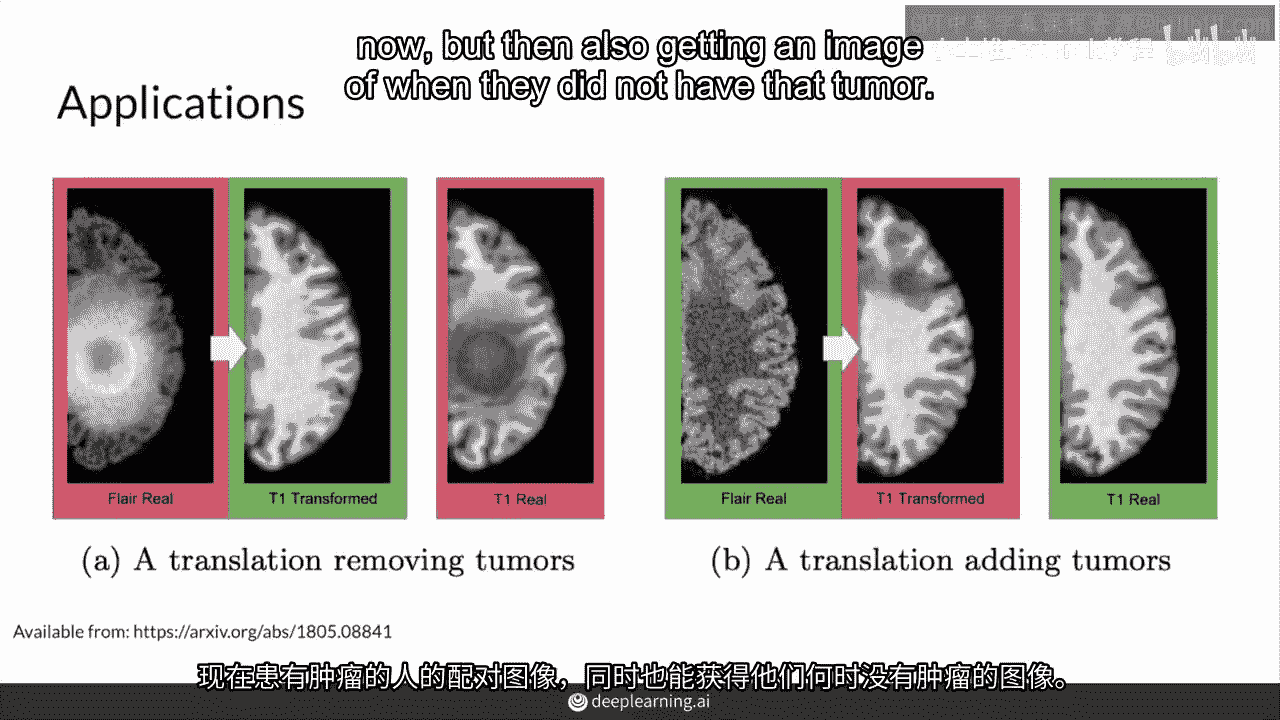 now, but then also getting an image
of when they did not have that tumor.
Applications
Flair Real
T1 Transformed
T1 Real
Flair Real
T1 Transformed
T1 Real
(a) A translation removing tumors
(b) A translation adding tumors
Available from: https://arxiv.org/abs/1805.08841
现在患有肿瘤的人的配对图像，同时也能获得他们何时没有肿瘤的图像。
deeplearning.ai